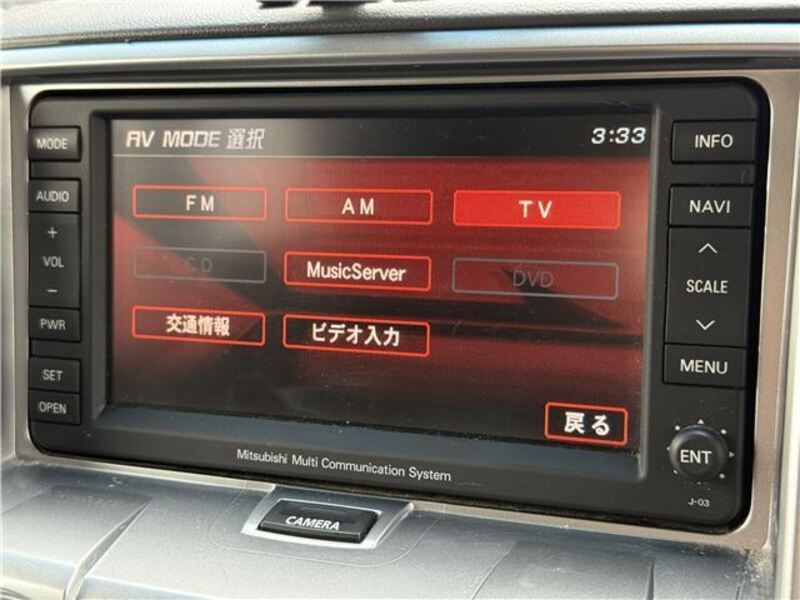 AV MODE 選択 3:33
FM AM TV
CD MusicServer DVD
交通情報 ビデオ入力
戻る
MODE
AUDIO
+
VOL
−
PWR
SET
OPEN
INFO
NAVI
SCALE
MENU
ENT
J-03
Mitsubishi Multi Communication System
CAMERA